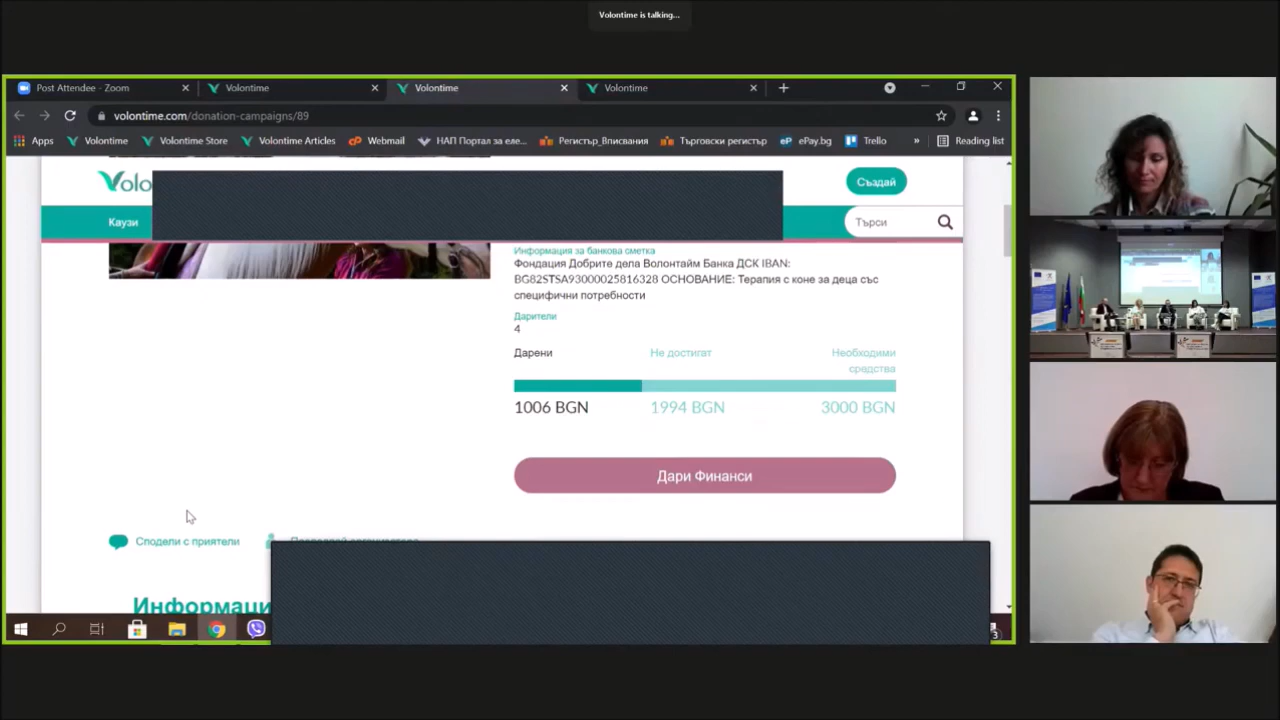 Volontime is talking...
Post Attendee - Zoom
Volontime
Volontime
Volontime
volontime.com/donation-campaigns/89
Apps
Volontime
Volontime Store
Volontime Articles
Webmail
НАП Портал за еле...
Регистър_Вписвания
Търговски регистър
ePay.bg
Trello
»
Reading list
Volo
Създай
Каузи
Търси
Информация за банкова сметка
Фондация Добрите дела Волонтайм Банка ДСК IBAN:
BG82STSA93000025816328 ОСНОВАНИЕ: Терапия с коне за деца със
специфични потребности
Дарители
4
Дарени
Не достигат
Необходими
средства
1006 BGN
1994 BGN
3000 BGN
Дари Финанси
Сподели с приятели
Информаци
3